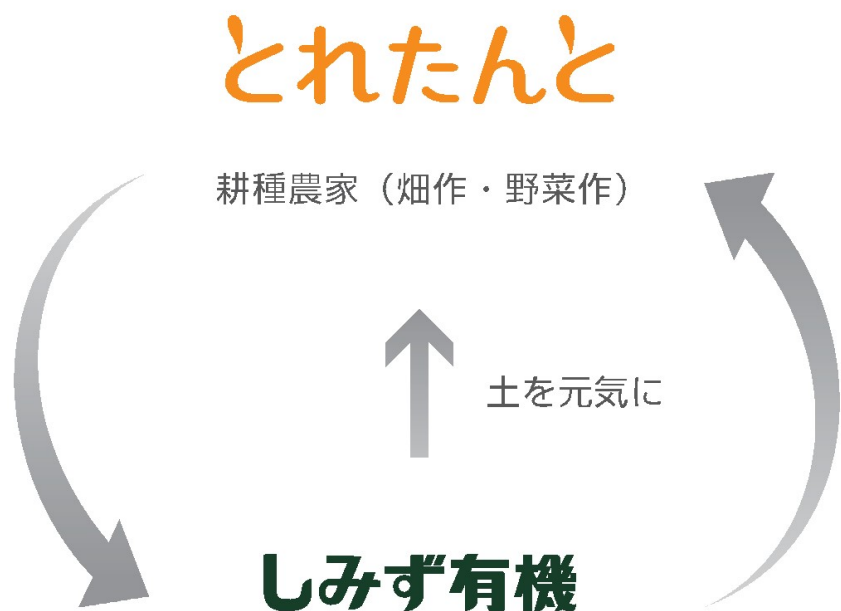 とれたんと
耕種農家（畑作・野菜作）
土を元気に
しみず有機